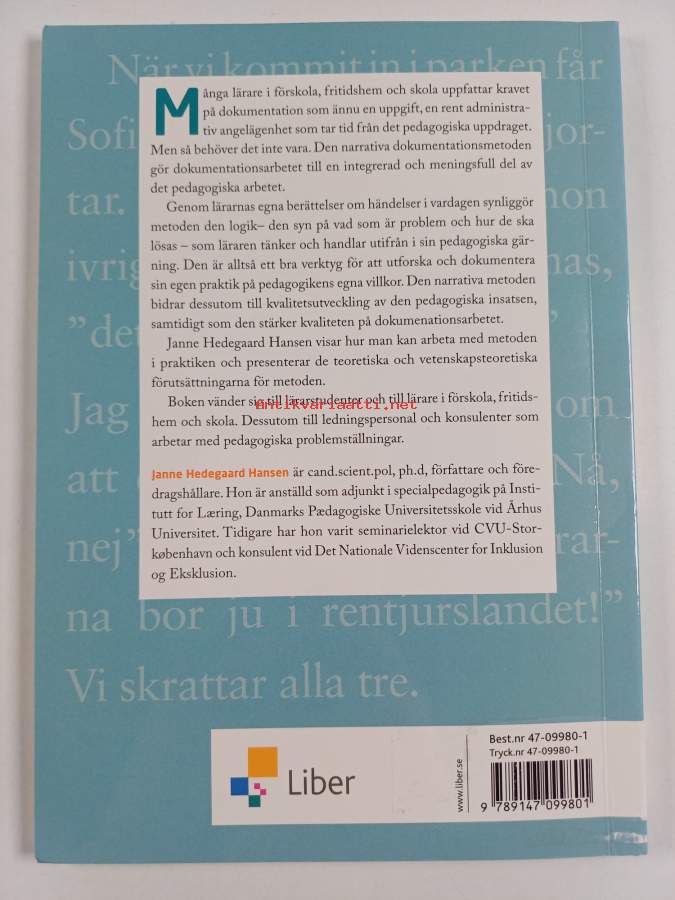 När vi kommit in i parken får
Många lärare i förskola, fritidshem och skola uppfattar kravet
på dokumentation som ännu en uppgift, en rent administra-
tiv angelägenhet som tar tid från det pedagogiska uppdraget.
Men så behöver det inte vara. Den narrativa dokumentationsmetoden
gör dokumentationsarbetet till en integrerad och meningsfull del av
det pedagogiska arbetet.
Genom lärarnas egna berättelser om händelser i vardagen synliggör
metoden den logik– den syn på vad som är problem och hur de ska
lösas – som läraren tänker och handlar utifrån i sin pedagogiska gär-
ning. Den är alltså ett bra verktyg för att utforska och dokumentera
sin egen praktik på pedagogikens egna villkor. Den narrativa metoden
bidrar dessutom till kvalitetsutveckling av den pedagogiska insatsen,
samtidigt som den stärker kvaliteten på dokumenationsarbetet.
Janne Hedegaard Hansen visar hur man kan arbeta med metoden
i praktiken och presenterar de teoretiska och vetenskapsteoretiska
förutsättningarna för metoden.
Boken vänder sig till lärarstudenter och till lärare i förskola, fritids-
antikvariaatti.net
hem och skola. Dessutom till ledningspersonal och konsulenter som
arbetar med pedagogiska problemställningar.
Janne Hedegaard Hansen är cand.scient.pol, ph.d, författare och före-
dragshållare. Hon är anställd som adjunkt i specialpedagogik på Insti-
tutt for Læring, Danmarks Pædagogiske Universitetsskole vid Århus
Universitet. Tidigare har hon varit seminarielektor vid CVU-Stor-
københavn och konsulent vid Det Nationale Videnscenter for Inklusion
og Eksklusion.
Sofi
jor-
tar.
hon
ivrig
nas,
"det
Jag
om
att
Nå,
nej"
rar-
na bor ju i rentjurslandet!"
Vi skrattar alla tre.
Liber
www.liber.se
Best.nr 47-09980-1
Tryck.nr 47-09980-1
9 789147 099801